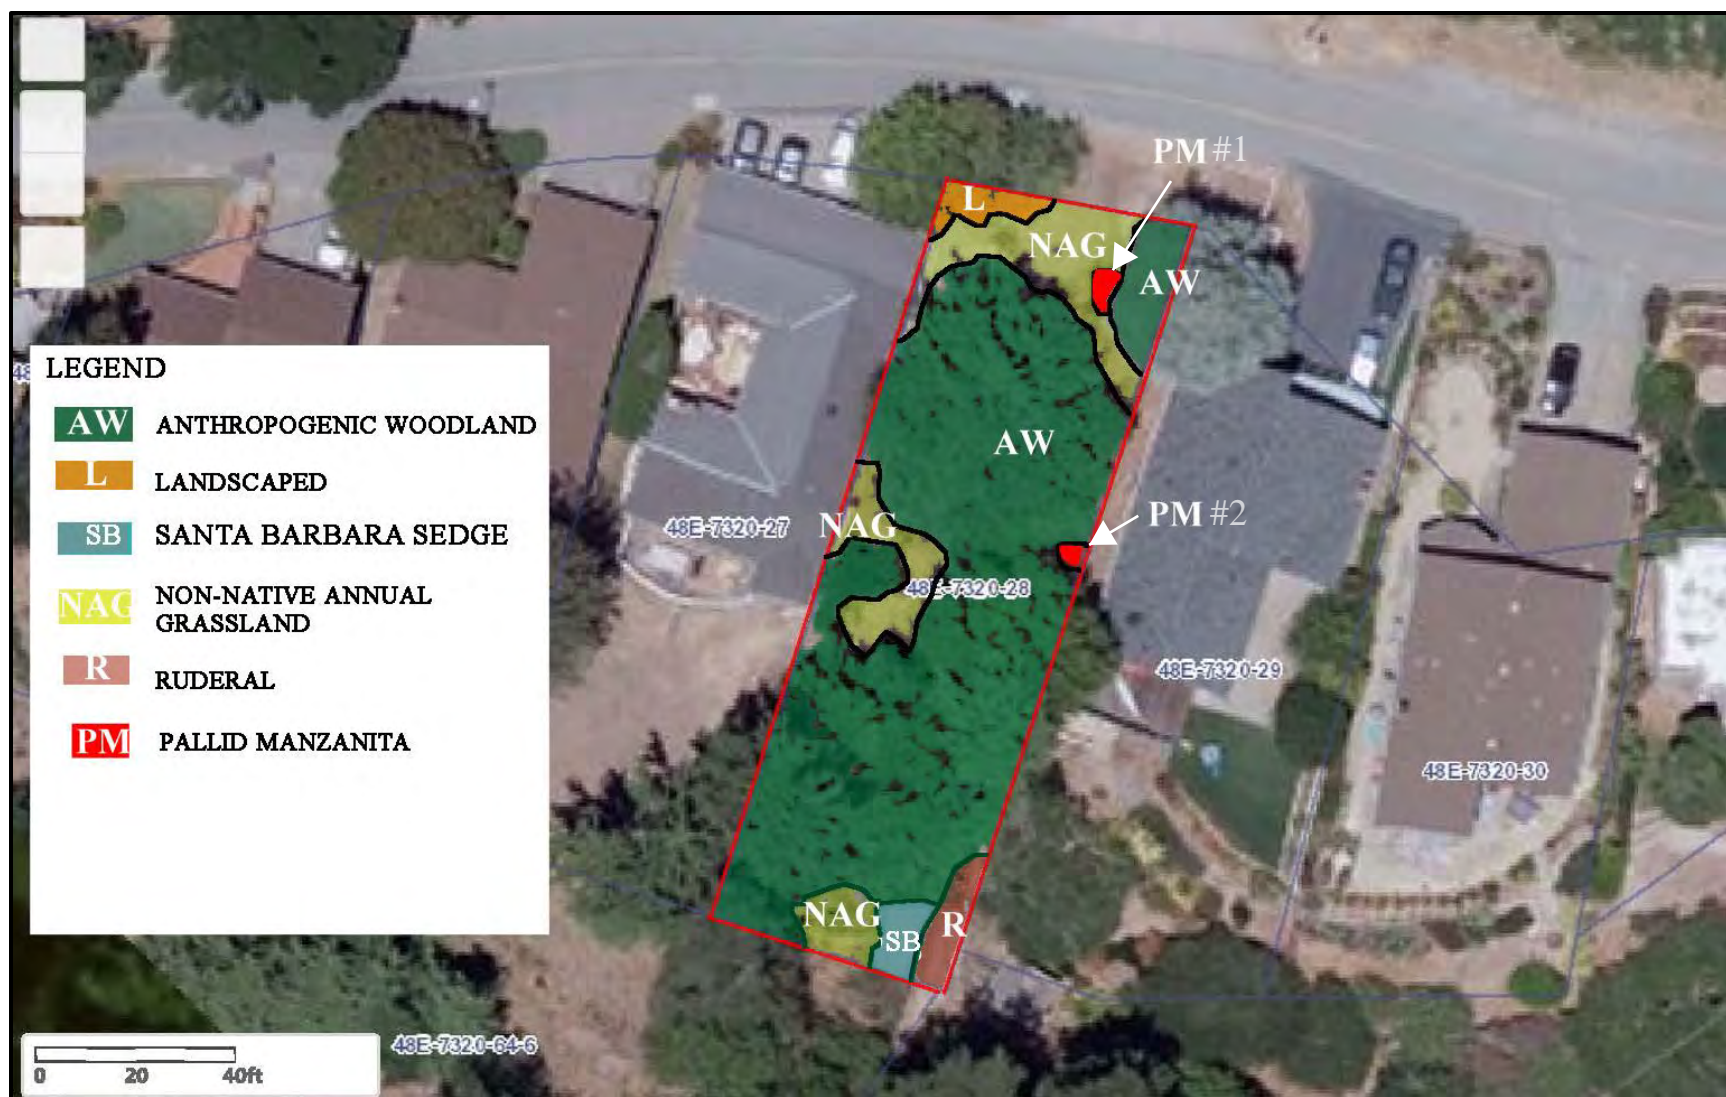 PM #1
L
NAG
AW
LEGEND
AW ANTHROPOGENIC WOODLAND
L LANDSCAPED
SB SANTA BARBARA SEDGE
NAG NON-NATIVE ANNUAL
GRASSLAND
R RUDERAL
PM PALLID MANZANITA
48
AW
NAG
PM #2
48E-7320-27
48E-7320-28
48E-7320-29
48E-7320-30
NAG
SB
R
48E-7320-64-6
0 20 40ft